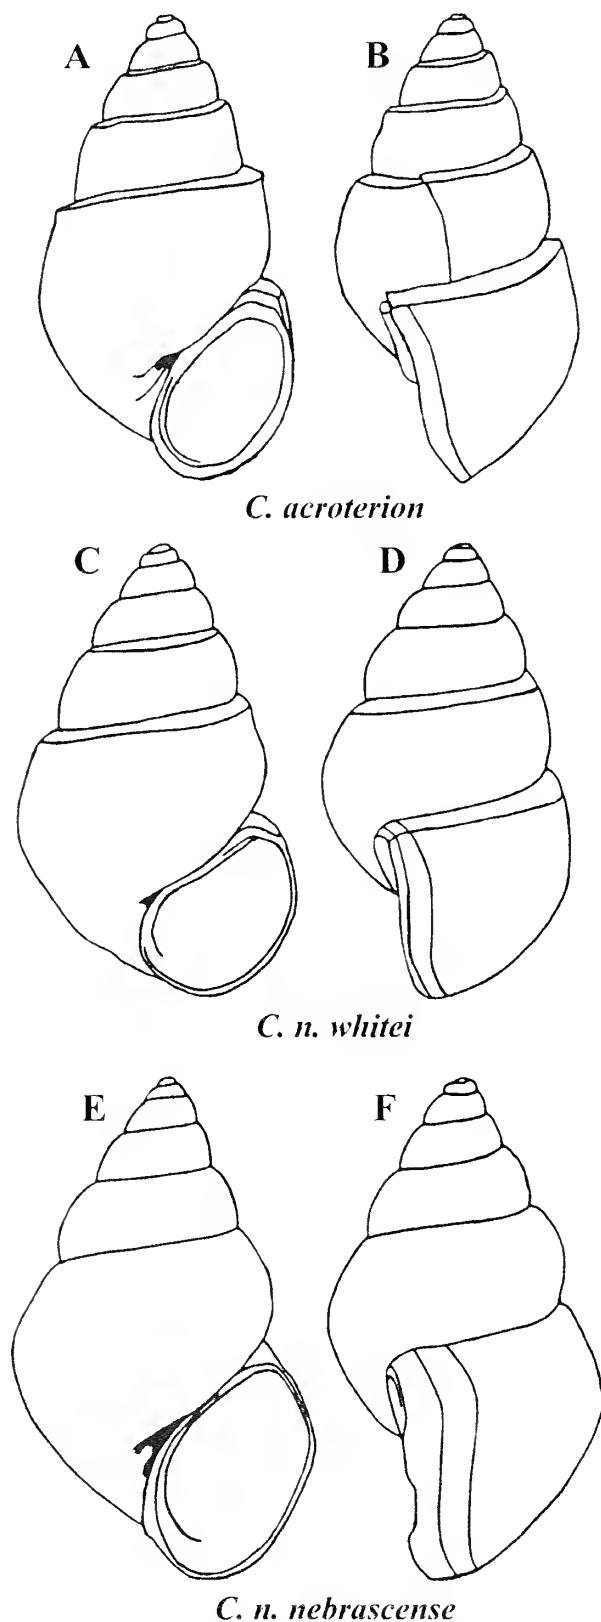 A B
C. acroterion
C D
C. n. whitei
E F
C. n. nebrascense